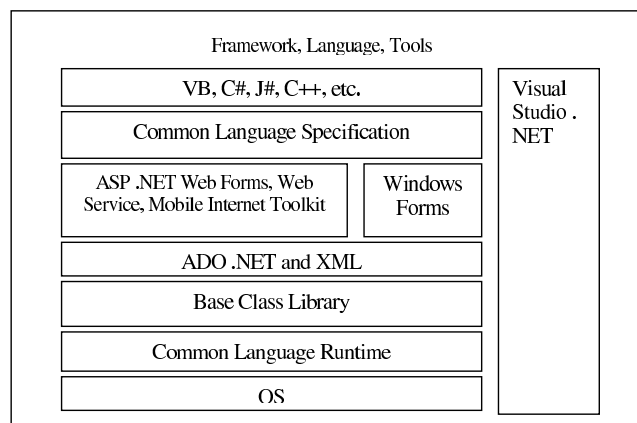 Framework, Language, Tools
VB, C#, J#, C++, etc.
Common Language Specification
ASP .NET Web Forms, Web
Service, Mobile Internet Toolkit
Windows
Forms
ADO .NET and XML
Base Class Library
Common Language Runtime
OS
Visual
Studio .
NET